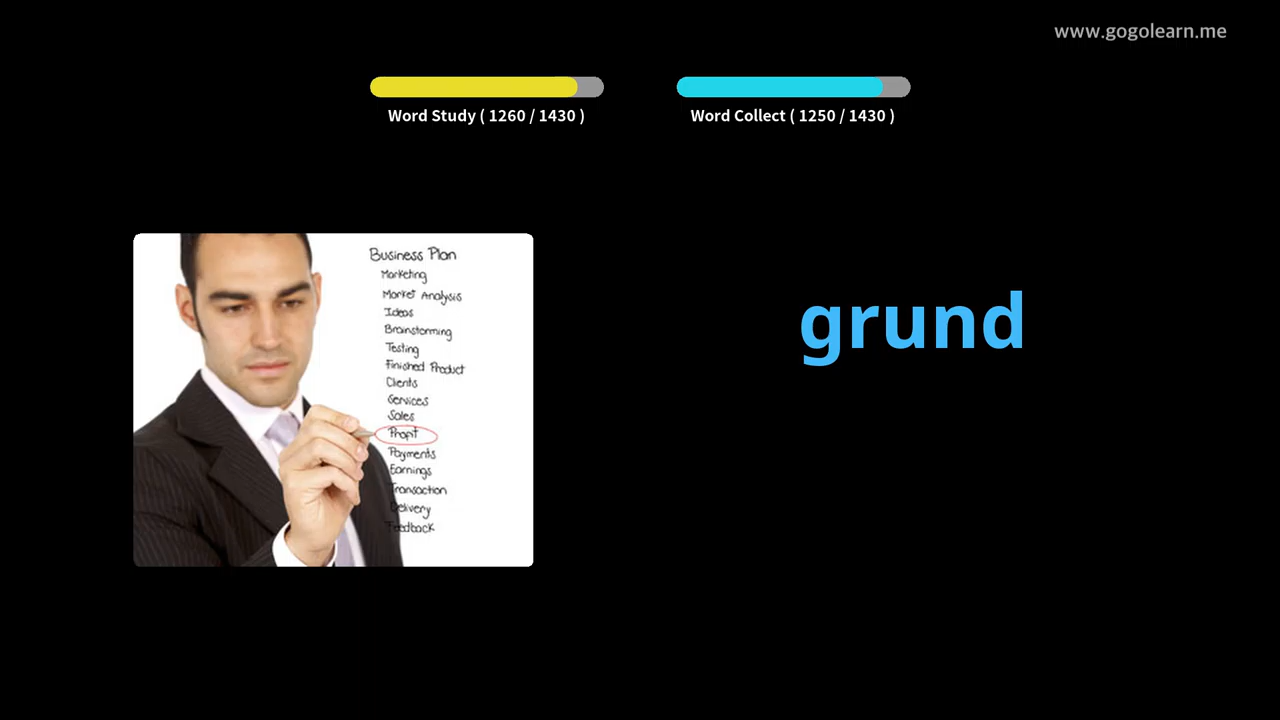 www.gogolearn.me
Word Study ( 1260 / 1430 )
Word Collect ( 1250 / 1430 )
Business Plan
Marketing
Market Analysis
Ideas
Brainstorming
Testing
Finished Product
Clients
Services
Sales
Profit
Payments
Earnings
Transaction
Delivery
Feedback
grund